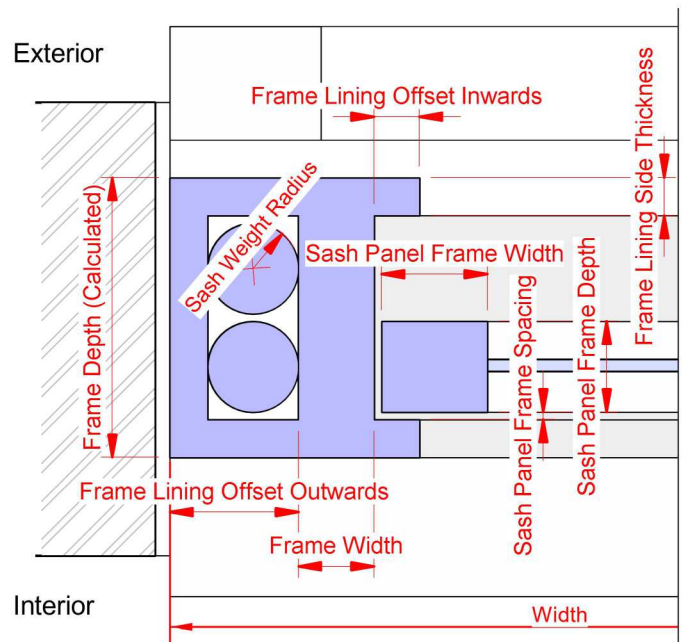 Exterior
Frame Lining Offset Inwards
Frame Lining Side Thickness
Sash Weight Radius
Sash Panel Frame Width
Frame Depth (Calculated)
Sash Panel Frame Spacing
Sash Panel Frame Depth
Frame Lining Offset Outwards
Frame Width
Interior
Width